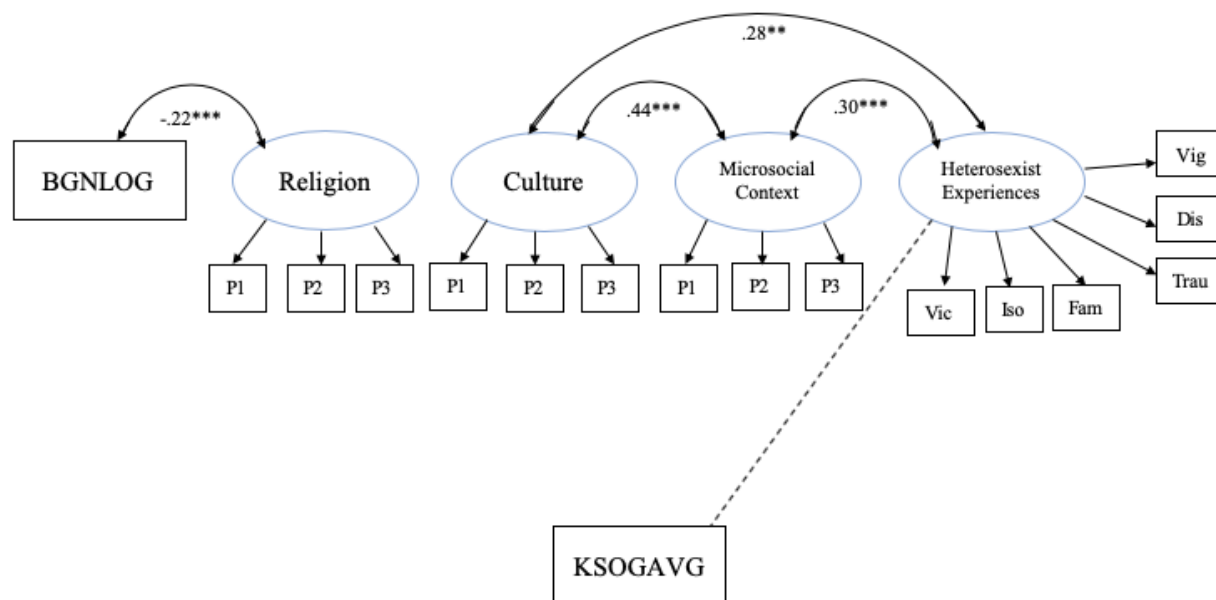 .28**
-.22***
.44***
.30***
BGNLOG
Religion
Culture
Microsocial
Context
Heterosexist
Experiences
Vig
Dis
Trau
P1
P2
P3
P1
P2
P3
P1
P2
P3
Vic
Iso
Fam
KSOGAVG